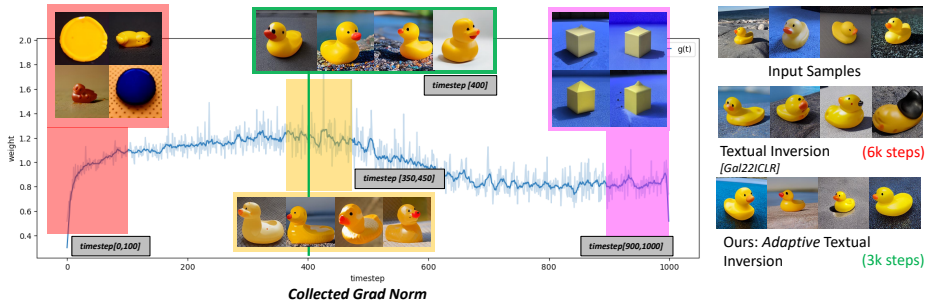 2.0
1.8
1.6
1.4
1.2
1.0
0.8
0.6
0.4
weight
0
200
400
600
800
1000
timestep
g(t)
timestep[0,100]
timestep [400]
timestep [350,450]
timestep[900,1000]
Collected Grad Norm
Input Samples
Textual Inversion (6k steps)
[Gal22ICLR]
Ours: Adaptive Textual
Inversion (3k steps)